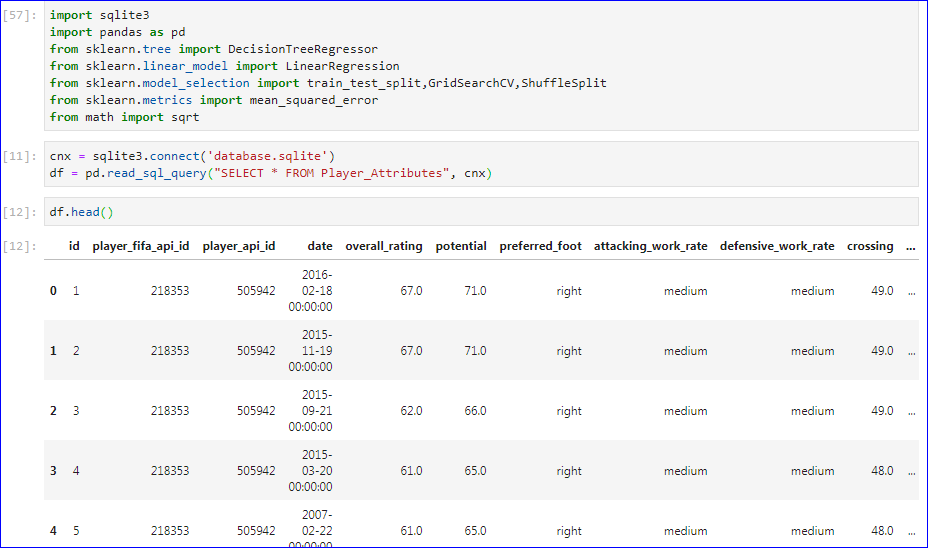 [57]: import sqlite3
import pandas as pd
from sklearn.tree import DecisionTreeRegressor
from sklearn.linear_model import LinearRegression
from sklearn.model_selection import train_test_split,GridSearchCV,ShuffleSplit
from sklearn.metrics import mean_squared_error
from math import sqrt
[11]: cnx = sqlite3.connect('database.sqlite')
df = pd.read_sql_query("SELECT * FROM Player_Attributes", cnx)
[12]: df.head()
[12]: id player_fifa_api_id player_api_id date overall_rating potential preferred_foot attacking_work_rate defensive_work_rate crossing ...
2016-
0 1 218353 505942 02-18 67.0 71.0 right medium medium 49.0 ...
00:00:00
2015-
1 2 218353 505942 11-19 67.0 71.0 right medium medium 49.0 ...
00:00:00
2015-
2 3 218353 505942 09-21 62.0 66.0 right medium medium 49.0 ...
00:00:00
2015-
3 4 218353 505942 03-20 61.0 65.0 right medium medium 48.0 ...
00:00:00
2007-
4 5 218353 505942 02-22 61.0 65.0 right medium medium 48.0 ...
00:00:00